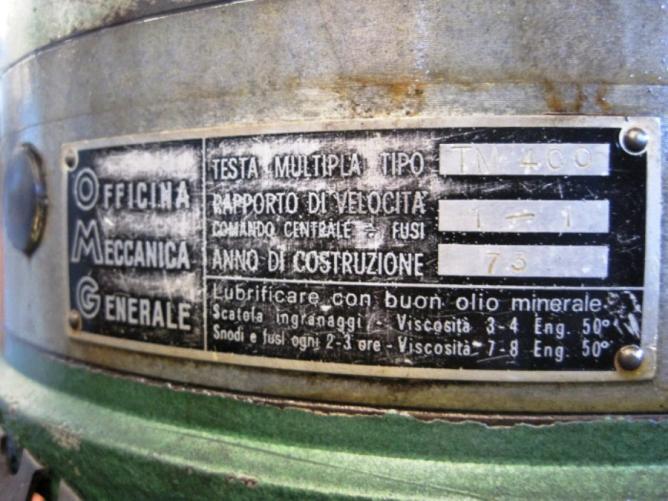 OFFICINA
MECCANICA
GENERALE
TESTA MULTIPLA TIPO TM 400
RAPPORTO DI VELOCITÀ
COMANDO CENTRALE ÷ FUSI 1 ÷ 1
ANNO DI COSTRUZIONE 73
Lubrificare con buon olio minerale
Scatola ingranaggi - Viscosità 3-4 Eng. 50°
Snodi e fusi ogni 2-3 ore - Viscosità 7-8 Eng. 50°